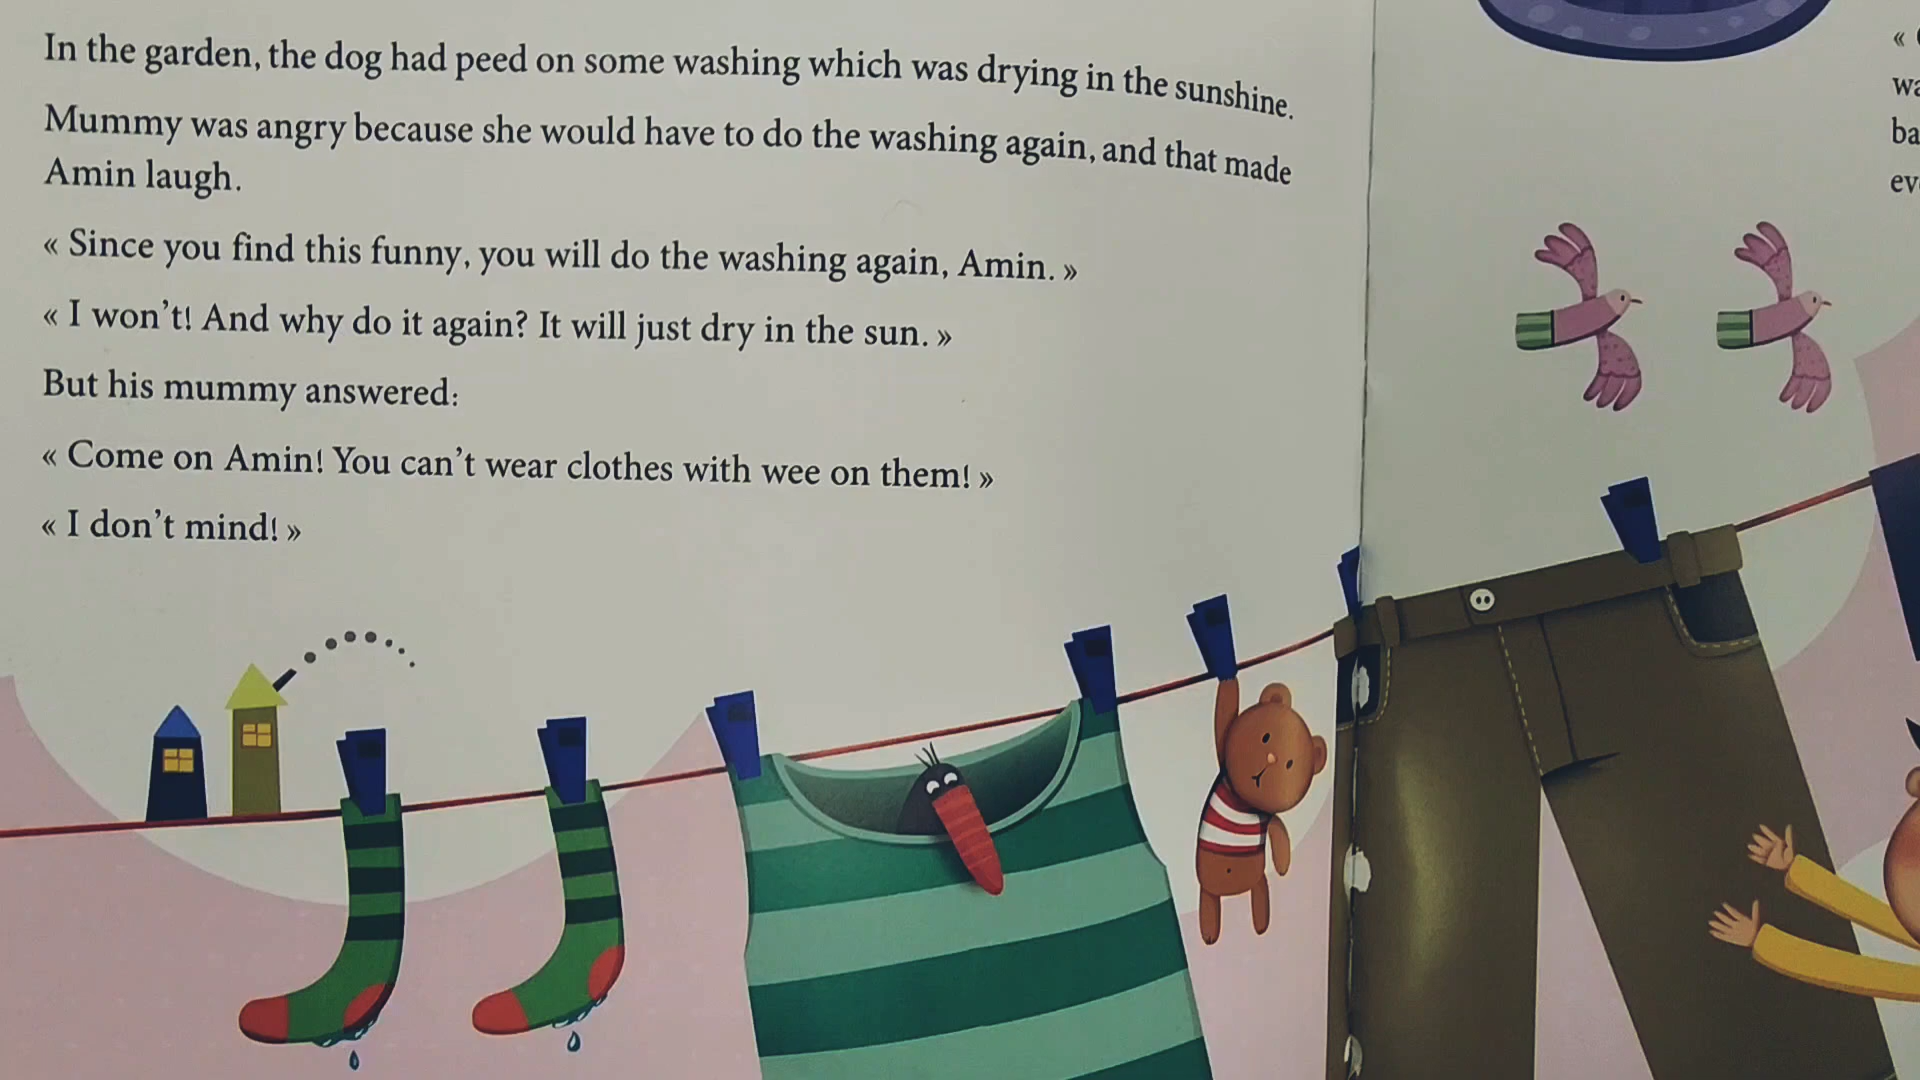 In the garden, the dog had peed on some washing which was drying in the sunshine.
Mummy was angry because she would have to do the washing again, and that made
Amin laugh.
« Since you find this funny, you will do the washing again, Amin. »
« I won't! And why do it again? It will just dry in the sun. »
But his mummy answered:
« Come on Amin! You can't wear clothes with wee on them! »
« I don't mind! »